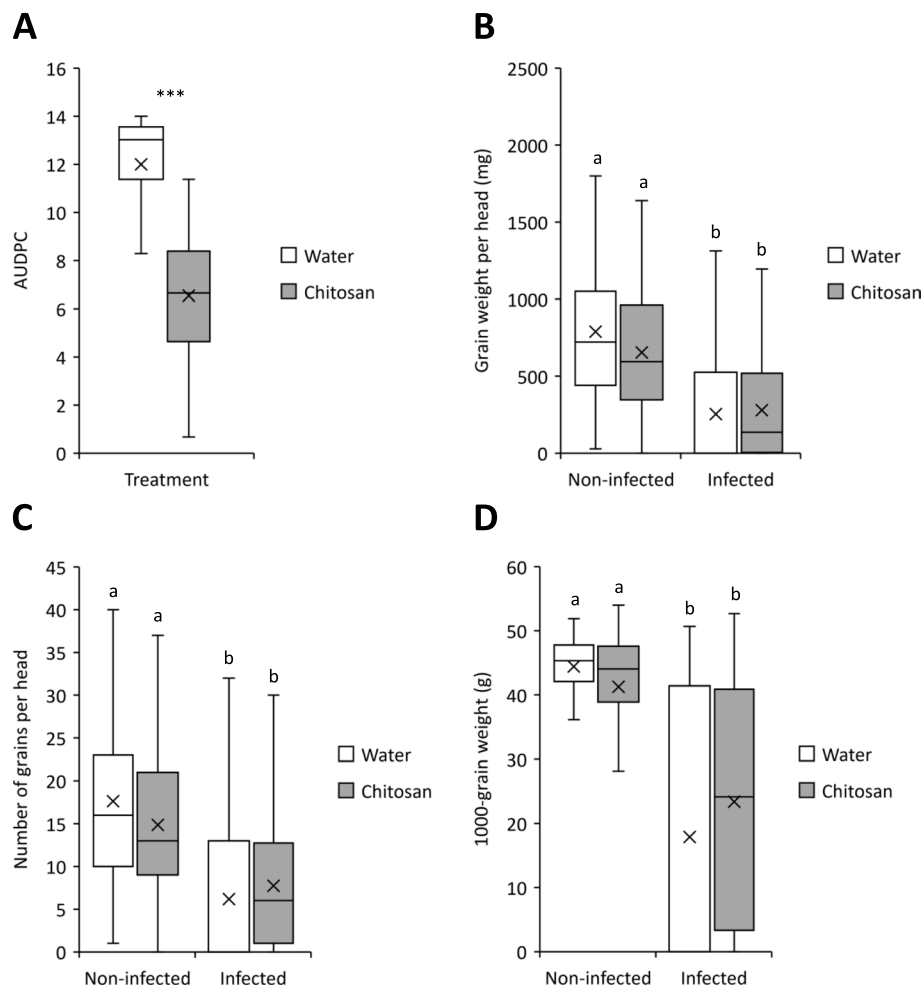 A
16
14
12
10
8
6
4
2
0
AUDPC
***
Treatment
Water
Chitosan
B
2500
2000
1500
1000
500
0
Grain weight per head (mg)
a
a
b
b
Non-infected
Infected
Water
Chitosan
C
45
40
35
30
25
20
15
10
5
0
Number of grains per head
a
a
b
b
Non-infected
Infected
Water
Chitosan
D
60
50
40
30
20
10
0
1000-grain weight (g)
a
a
b
b
Non-infected
Infected
Water
Chitosan